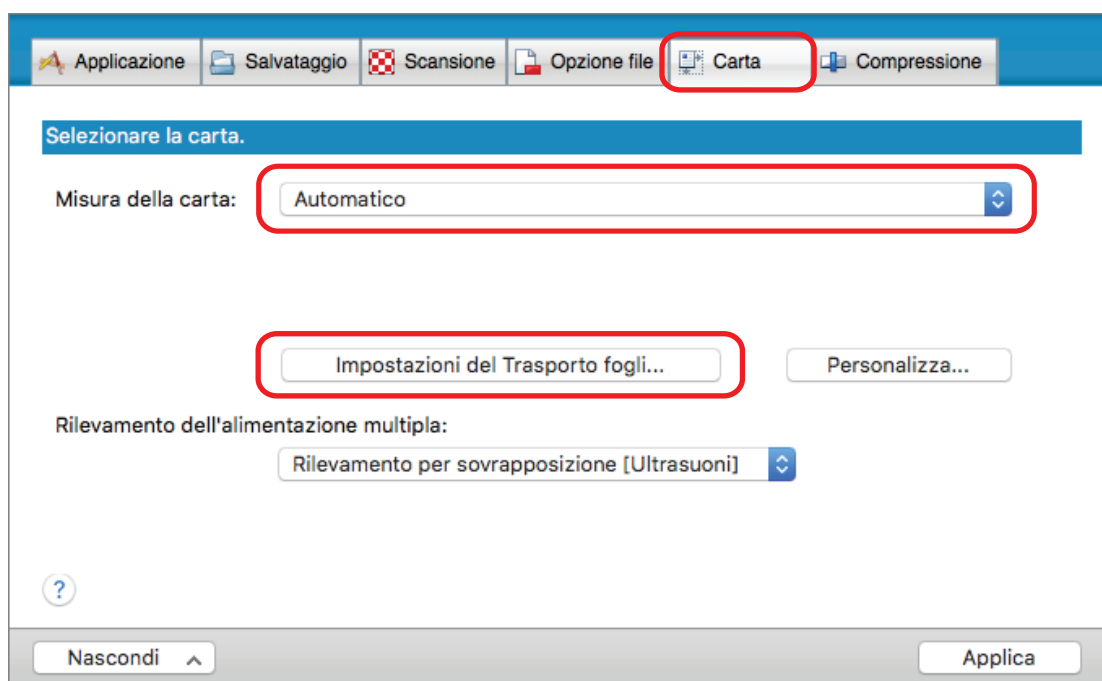 Applicazione Salvataggio Scansione Opzione file Carta Compressione
Selezionare la carta.
Misura della carta: Automatico
Impostazioni del Trasporto fogli... Personalizza...
Rilevamento dell'alimentazione multipla:
Rilevamento per sovrapposizione [Ultrasuoni]
?
Nascondi Applica